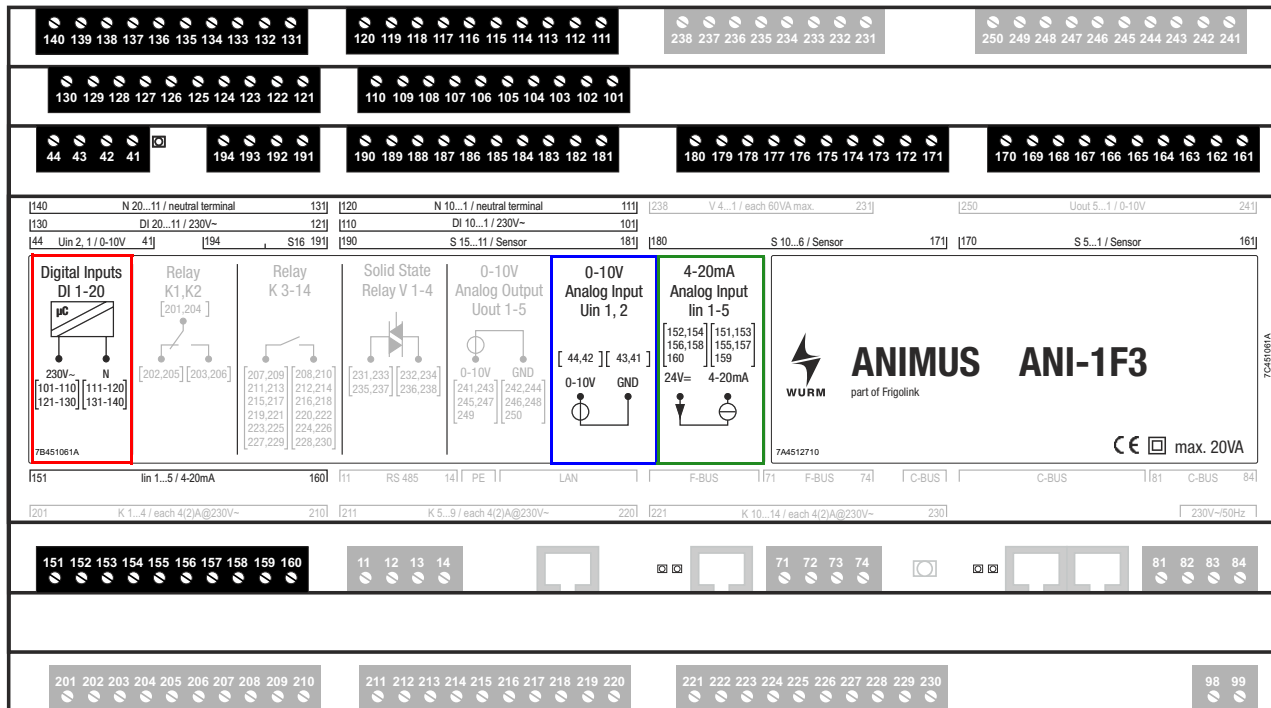 140 139 138 137 136 135 134 133 132 131
120 119 118 117 116 115 114 113 112 111
238 237 236 235 234 233 232 231
250 249 248 247 246 245 244 243 242 241
130 129 128 127 126 125 124 123 122 121
110 109 108 107 106 105 104 103 102 101
44 43 42 41
194 193 192 191
190 189 188 187 186 185 184 183 182 181
180 179 178 177 176 175 174 173 172 171
170 169 168 167 166 165 164 163 162 161
140 N 20...11 / neutral terminal 131
120 N 10...1 / neutral terminal 111
238 V 4...1 / each 60VA max. 231
250 Uout 5...1 / 0-10V 241
130 DI 20...11 / 230V~ 121
110 DI 10...1 / 230V~ 101
44 Uin 2, 1 / 0-10V 41
194 S16 191
190 S 15...11 / Sensor 181
180 S 10...6 / Sensor 171
170 S 5...1 / Sensor 161
Digital Inputs
DI 1-20
µC
230V~ N
[101-110] [111-120]
[121-130] [131-140]
7B451061A
Relay
K1,K2
[201,204]
[202,205] [203,206]
Relay
K 3-14
207,209 208,210
211,213 212,214
215,217 216,218
219,221 220,222
223,225 224,226
227,229 228,230
Solid State
Relay V 1-4
231,233 232,234
235,237 236,238
0-10V
Analog Output
Uout 1-5
0-10V GND
241,243 242,244
245,247 246,248
249 250
0-10V
Analog Input
Uin 1, 2
[ 44,42 ] [ 43,41 ]
0-10V GND
4-20mA
Analog Input
Iin 1-5
152,154 151,153
156,158 155,157
160 159
24V= 4-20mA
WURM
ANIMUS ANI-1F3
part of Frigolink
7A4512710
CE max. 20VA
7C451061A
151 Iin 1...5 / 4-20mA 160
11 RS 485 14
PE
LAN
F-BUS
71 F-BUS 74
C-BUS
C-BUS
81 C-BUS 84
201 K 1...4 / each 4(2)A@230V~ 210
211 K 5...9 / each 4(2)A@230V~ 220
221 K 10...14 / each 4(2)A@230V~ 230
230V~/50Hz
151 152 153 154 155 156 157 158 159 160
11 12 13 14
71 72 73 74
81 82 83 84
201 202 203 204 205 206 207 208 209 210
211 212 213 214 215 216 217 218 219 220
221 222 223 224 225 226 227 228 229 230
98 99